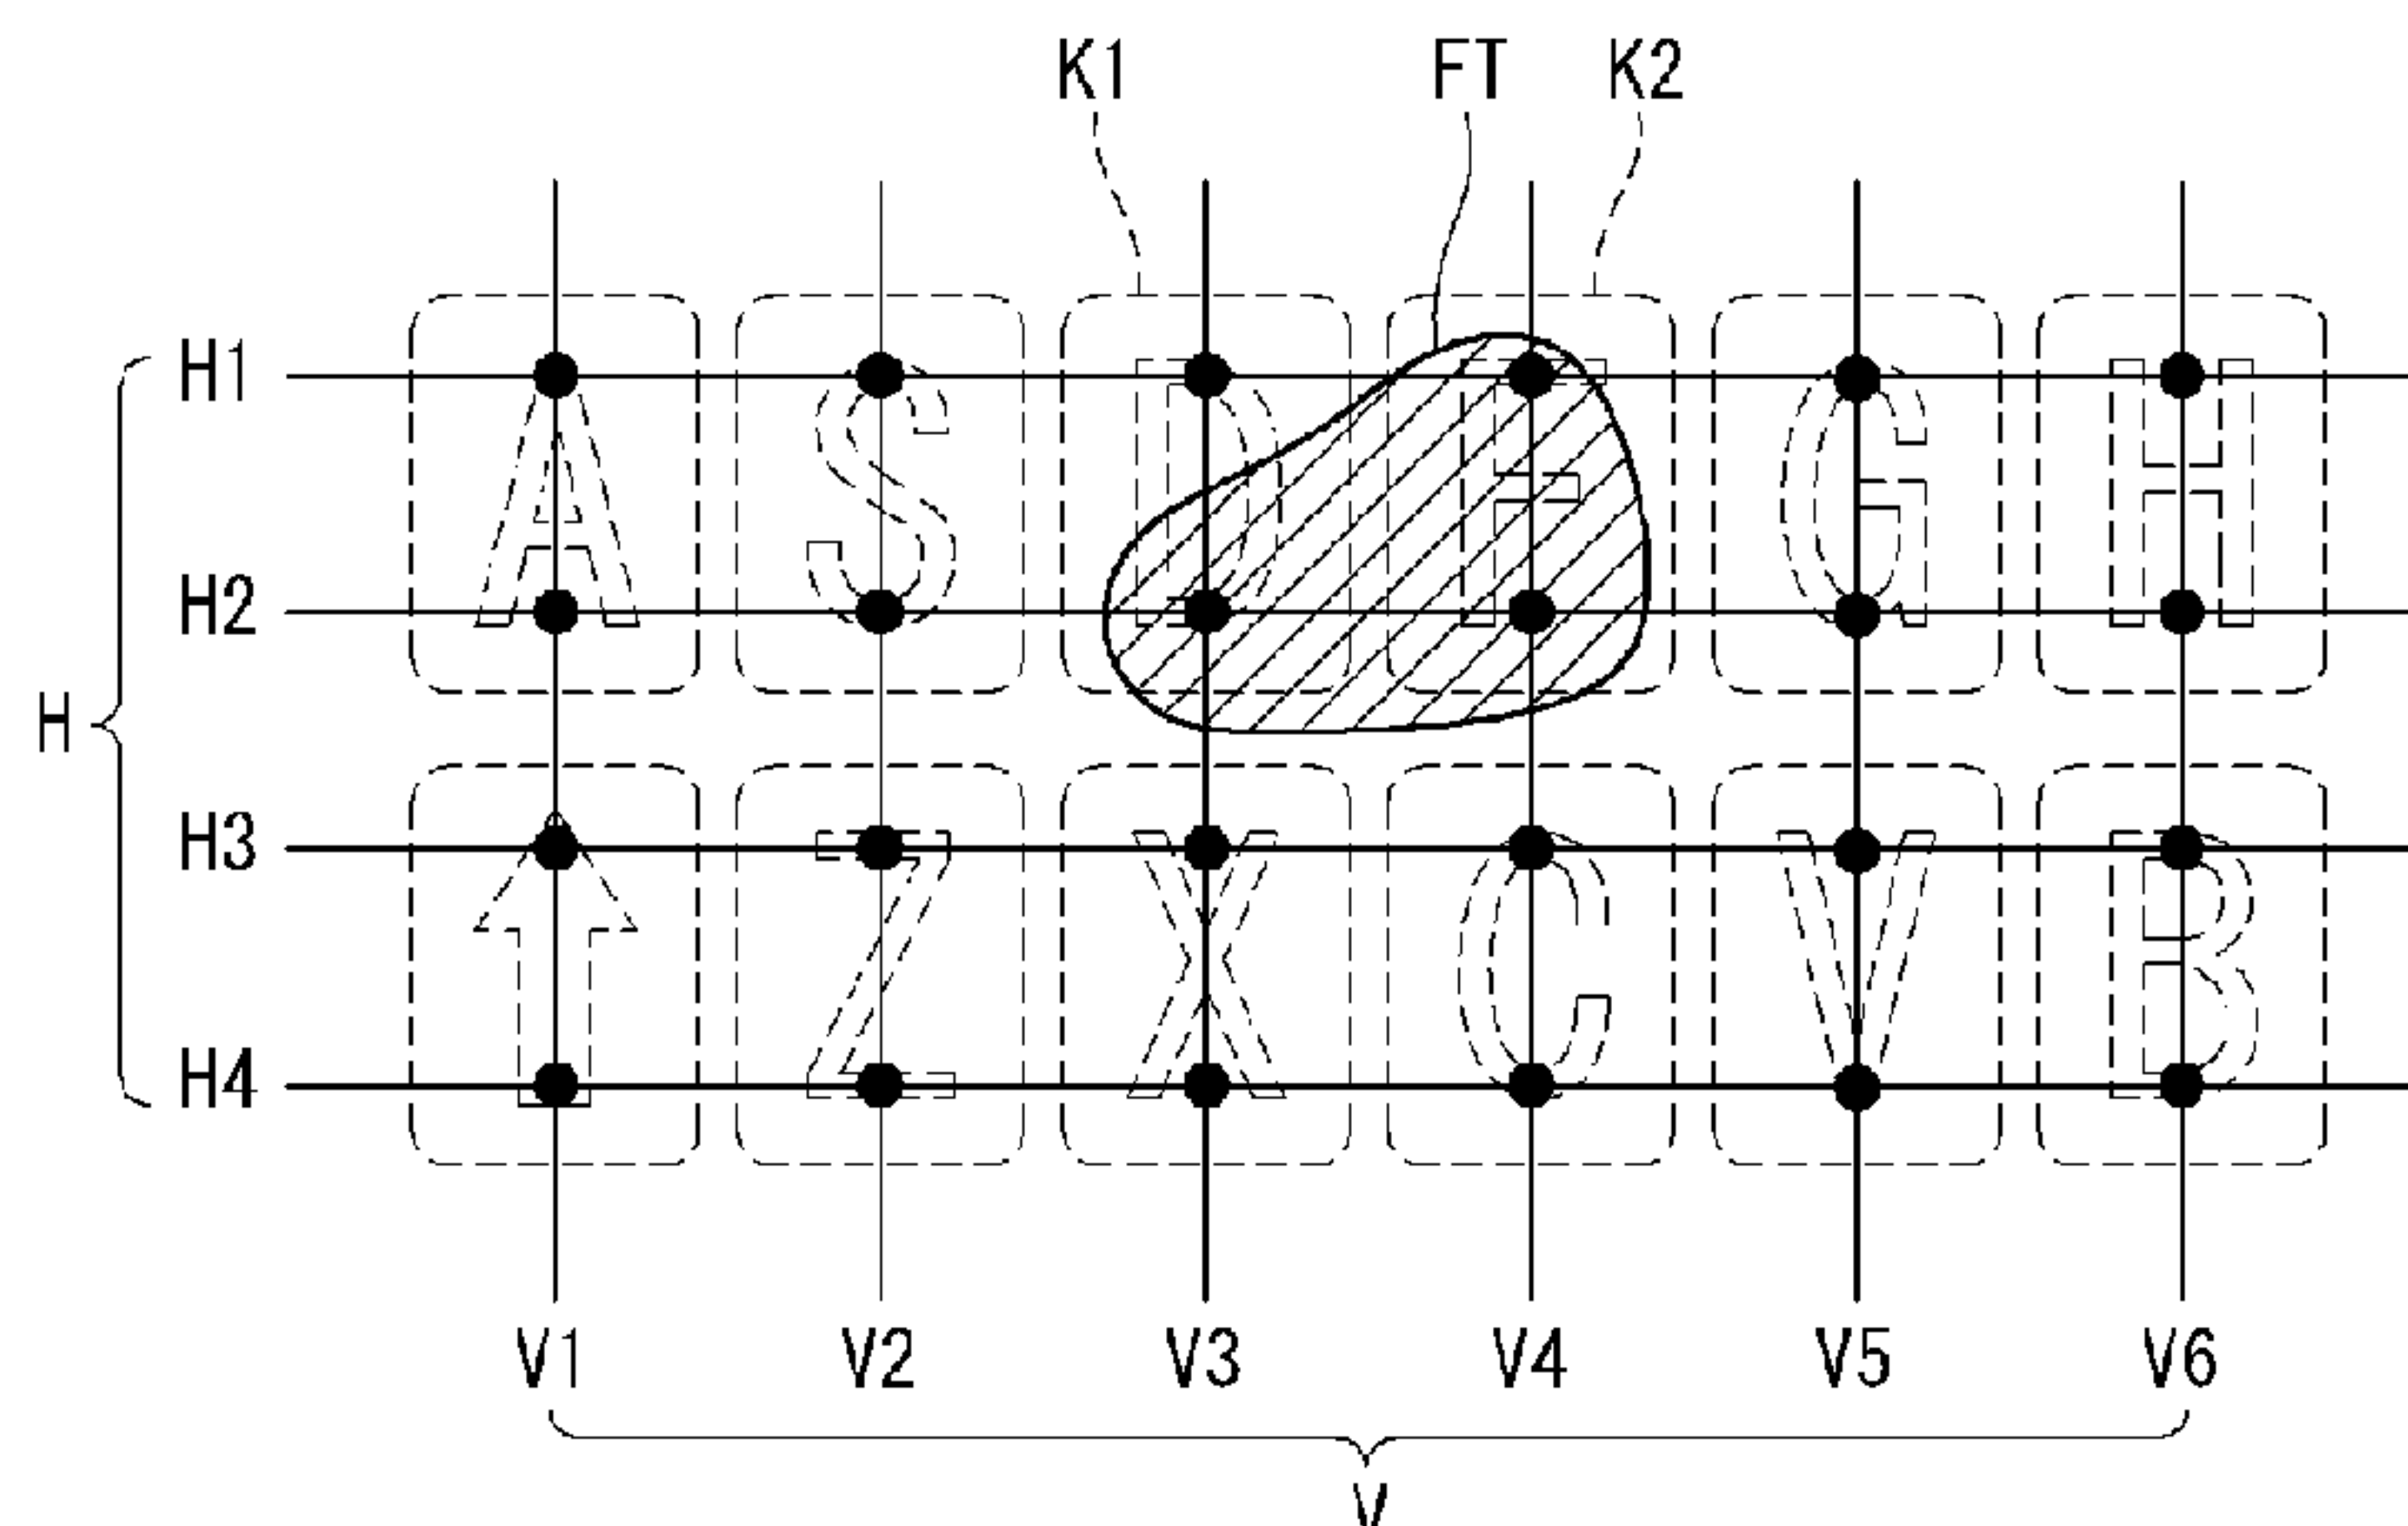 K1 FT K2
H1 A S D F G H
H2
H
H3 Z X C V B
H4
V1 V2 V3 V4 V5 V6
V